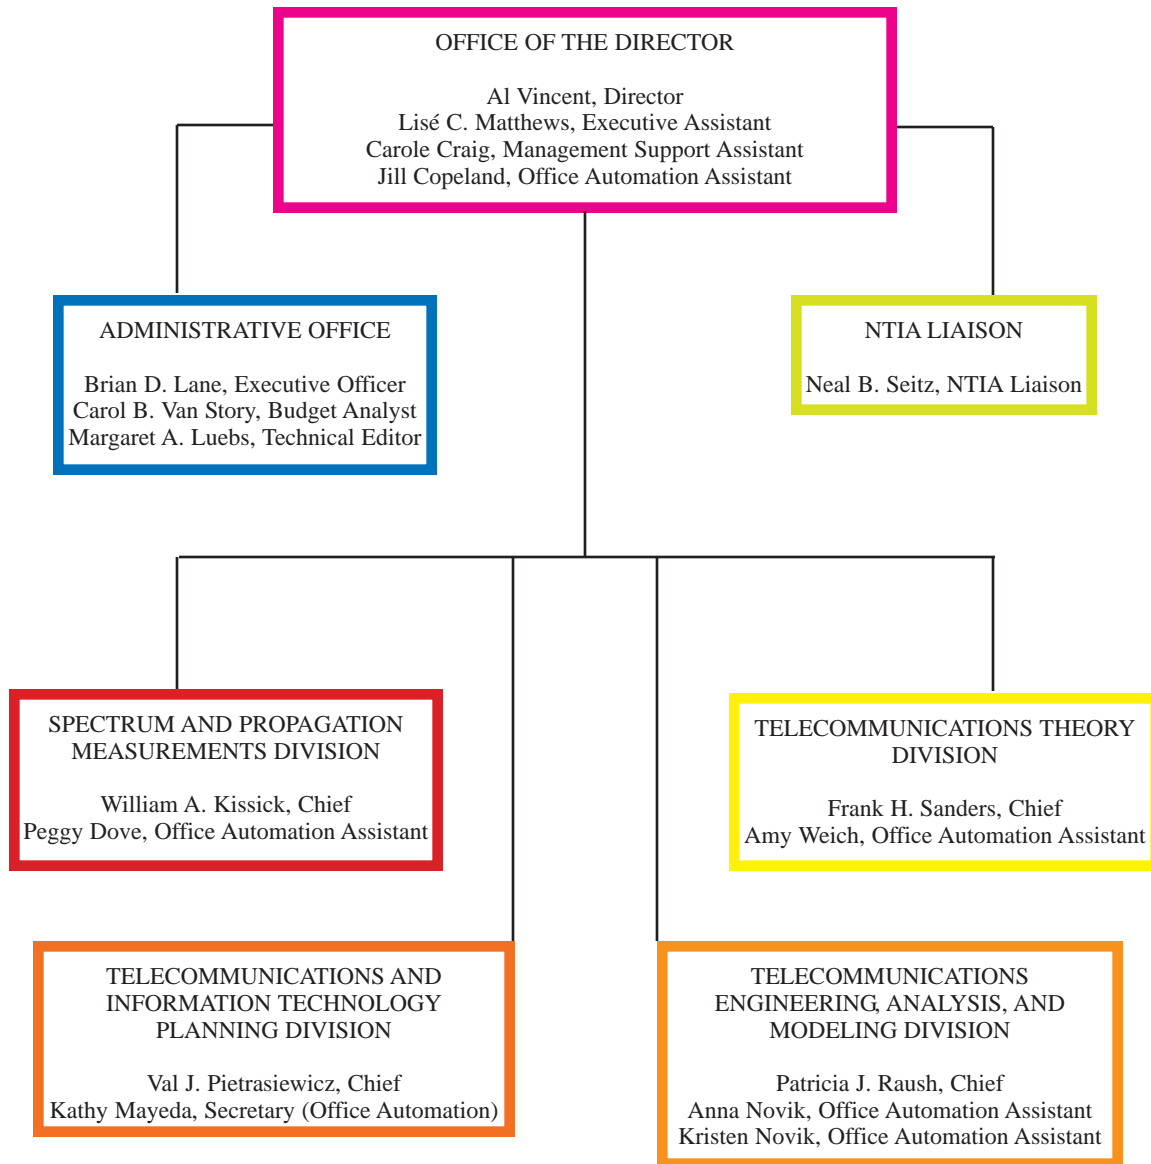 OFFICE OF THE DIRECTOR
Al Vincent, Director
Lisé C. Matthews, Executive Assistant
Carole Craig, Management Support Assistant
Jill Copeland, Office Automation Assistant
ADMINISTRATIVE OFFICE
Brian D. Lane, Executive Officer
Carol B. Van Story, Budget Analyst
Margaret A. Luebs, Technical Editor
NTIA LIAISON
Neal B. Seitz, NTIA Liaison
SPECTRUM AND PROPAGATION
MEASUREMENTS DIVISION
William A. Kissick, Chief
Peggy Dove, Office Automation Assistant
TELECOMMUNICATIONS THEORY
DIVISION
Frank H. Sanders, Chief
Amy Weich, Office Automation Assistant
TELECOMMUNICATIONS AND
INFORMATION TECHNOLOGY
PLANNING DIVISION
Val J. Pietrasiewicz, Chief
Kathy Mayeda, Secretary (Office Automation)
TELECOMMUNICATIONS
ENGINEERING, ANALYSIS, AND
MODELING DIVISION
Patricia J. Raush, Chief
Anna Novik, Office Automation Assistant
Kristen Novik, Office Automation Assistant